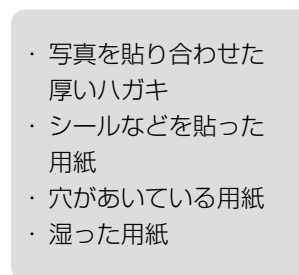 ・写真を貼り合わせた
厚いハガキ
・シールなどを貼った
用紙
・穴があいている用紙
・湿った用紙